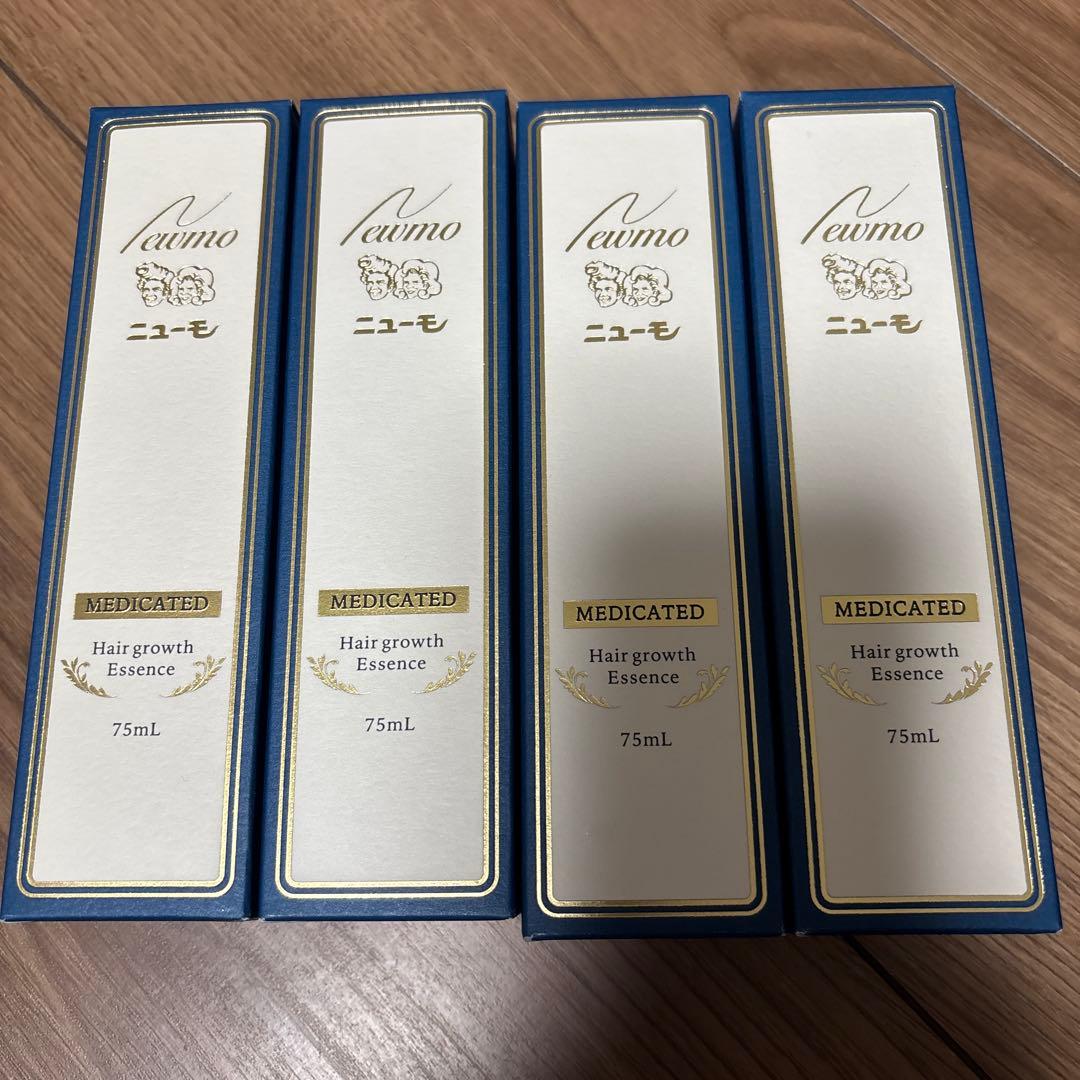 Newmo
ニューモ
MEDICATED
Hair growth
Essence
75mL
Newmo
ニューモ
MEDICATED
Hair growth
Essence
75mL
Newmo
ニューモ
MEDICATED
Hair growth
Essence
75mL
Newmo
ニューモ
MEDICATED
Hair growth
Essence
75mL